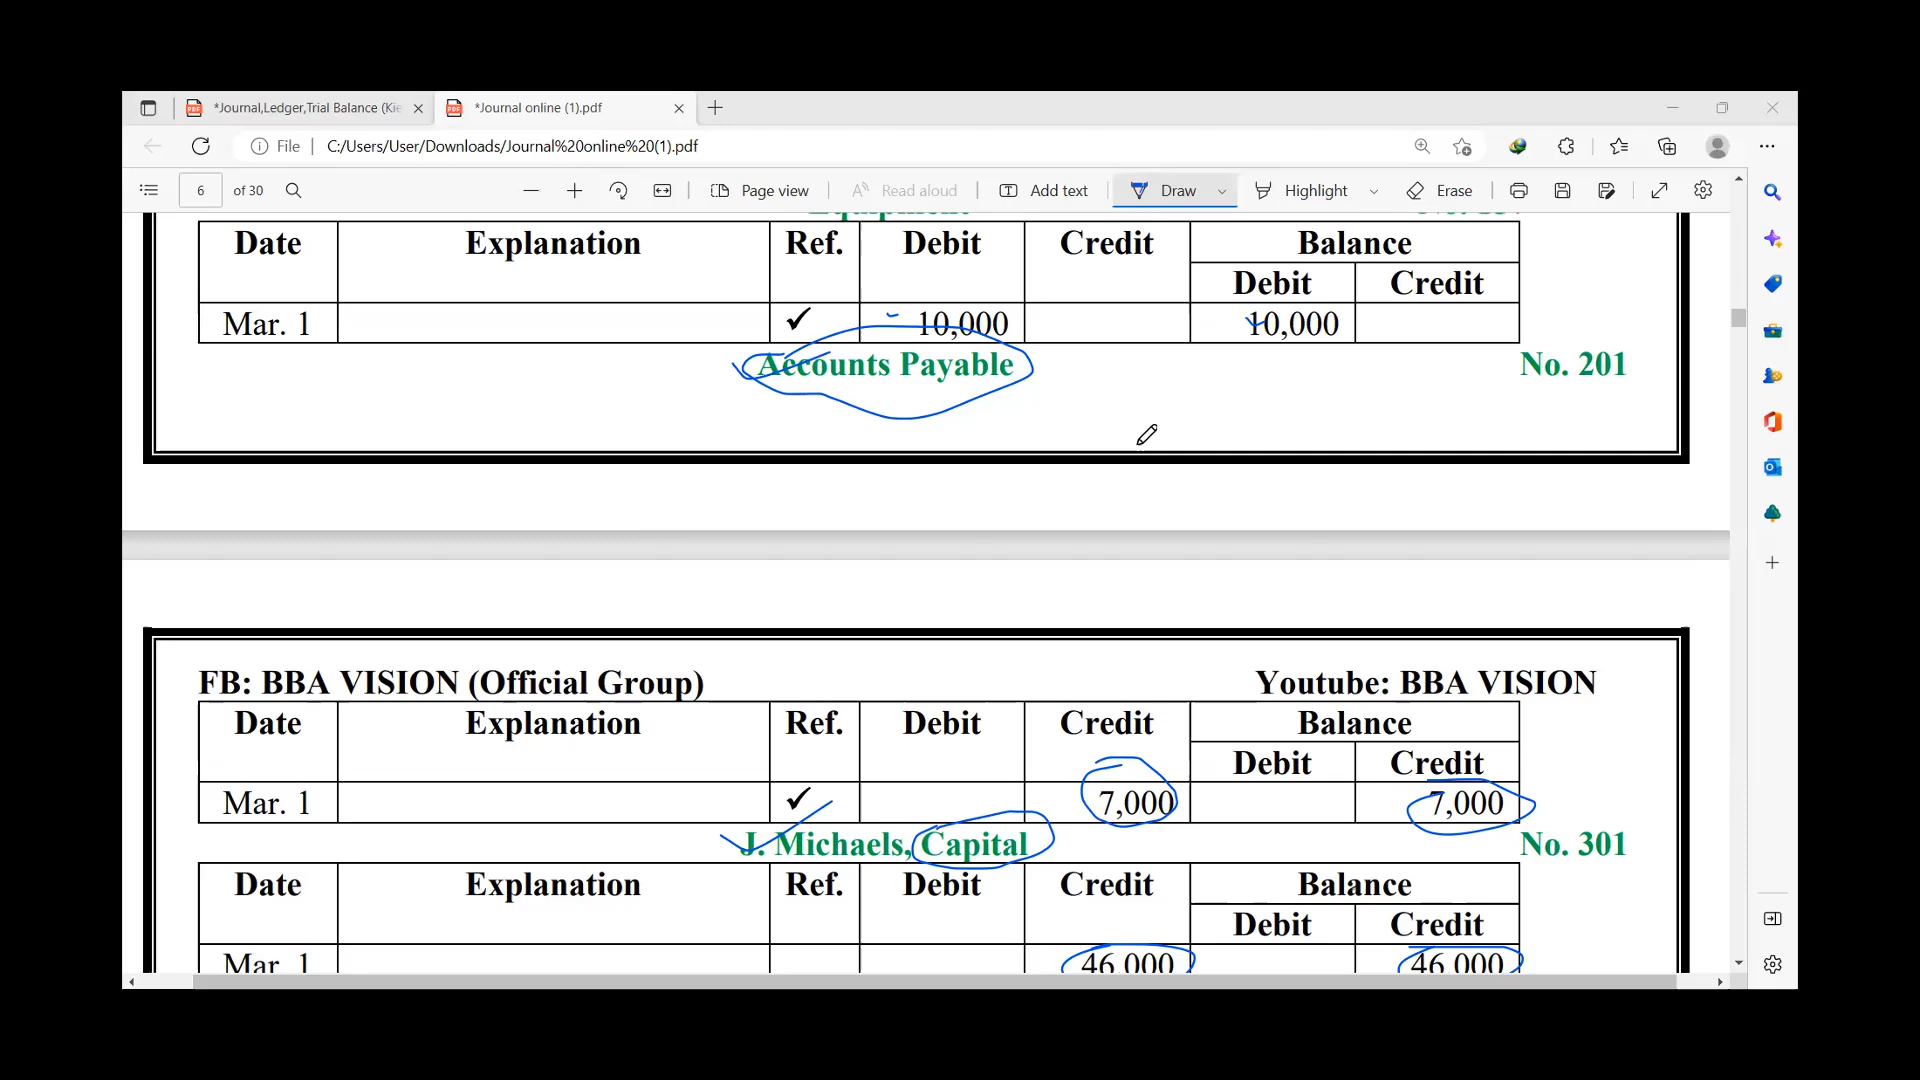 *Journal,Ledger,Trial Balance (Kie
*Journal online (1).pdf
File C:/Users/User/Downloads/Journal%20online%20(1).pdf
6 of 30 Page view Read aloud Add text Draw Highlight Erase
Date Explanation Ref. Debit Credit Balance
Debit Credit
Mar. 1 ✓ 10,000 10,000
Accounts Payable No. 201
FB: BBA VISION (Official Group) Youtube: BBA VISION
Date Explanation Ref. Debit Credit Balance
Debit Credit
Mar. 1 ✓ 7,000 7,000
J. Michaels, Capital No. 301
Date Explanation Ref. Debit Credit Balance
Debit Credit
Mar. 1 46,000 46,000